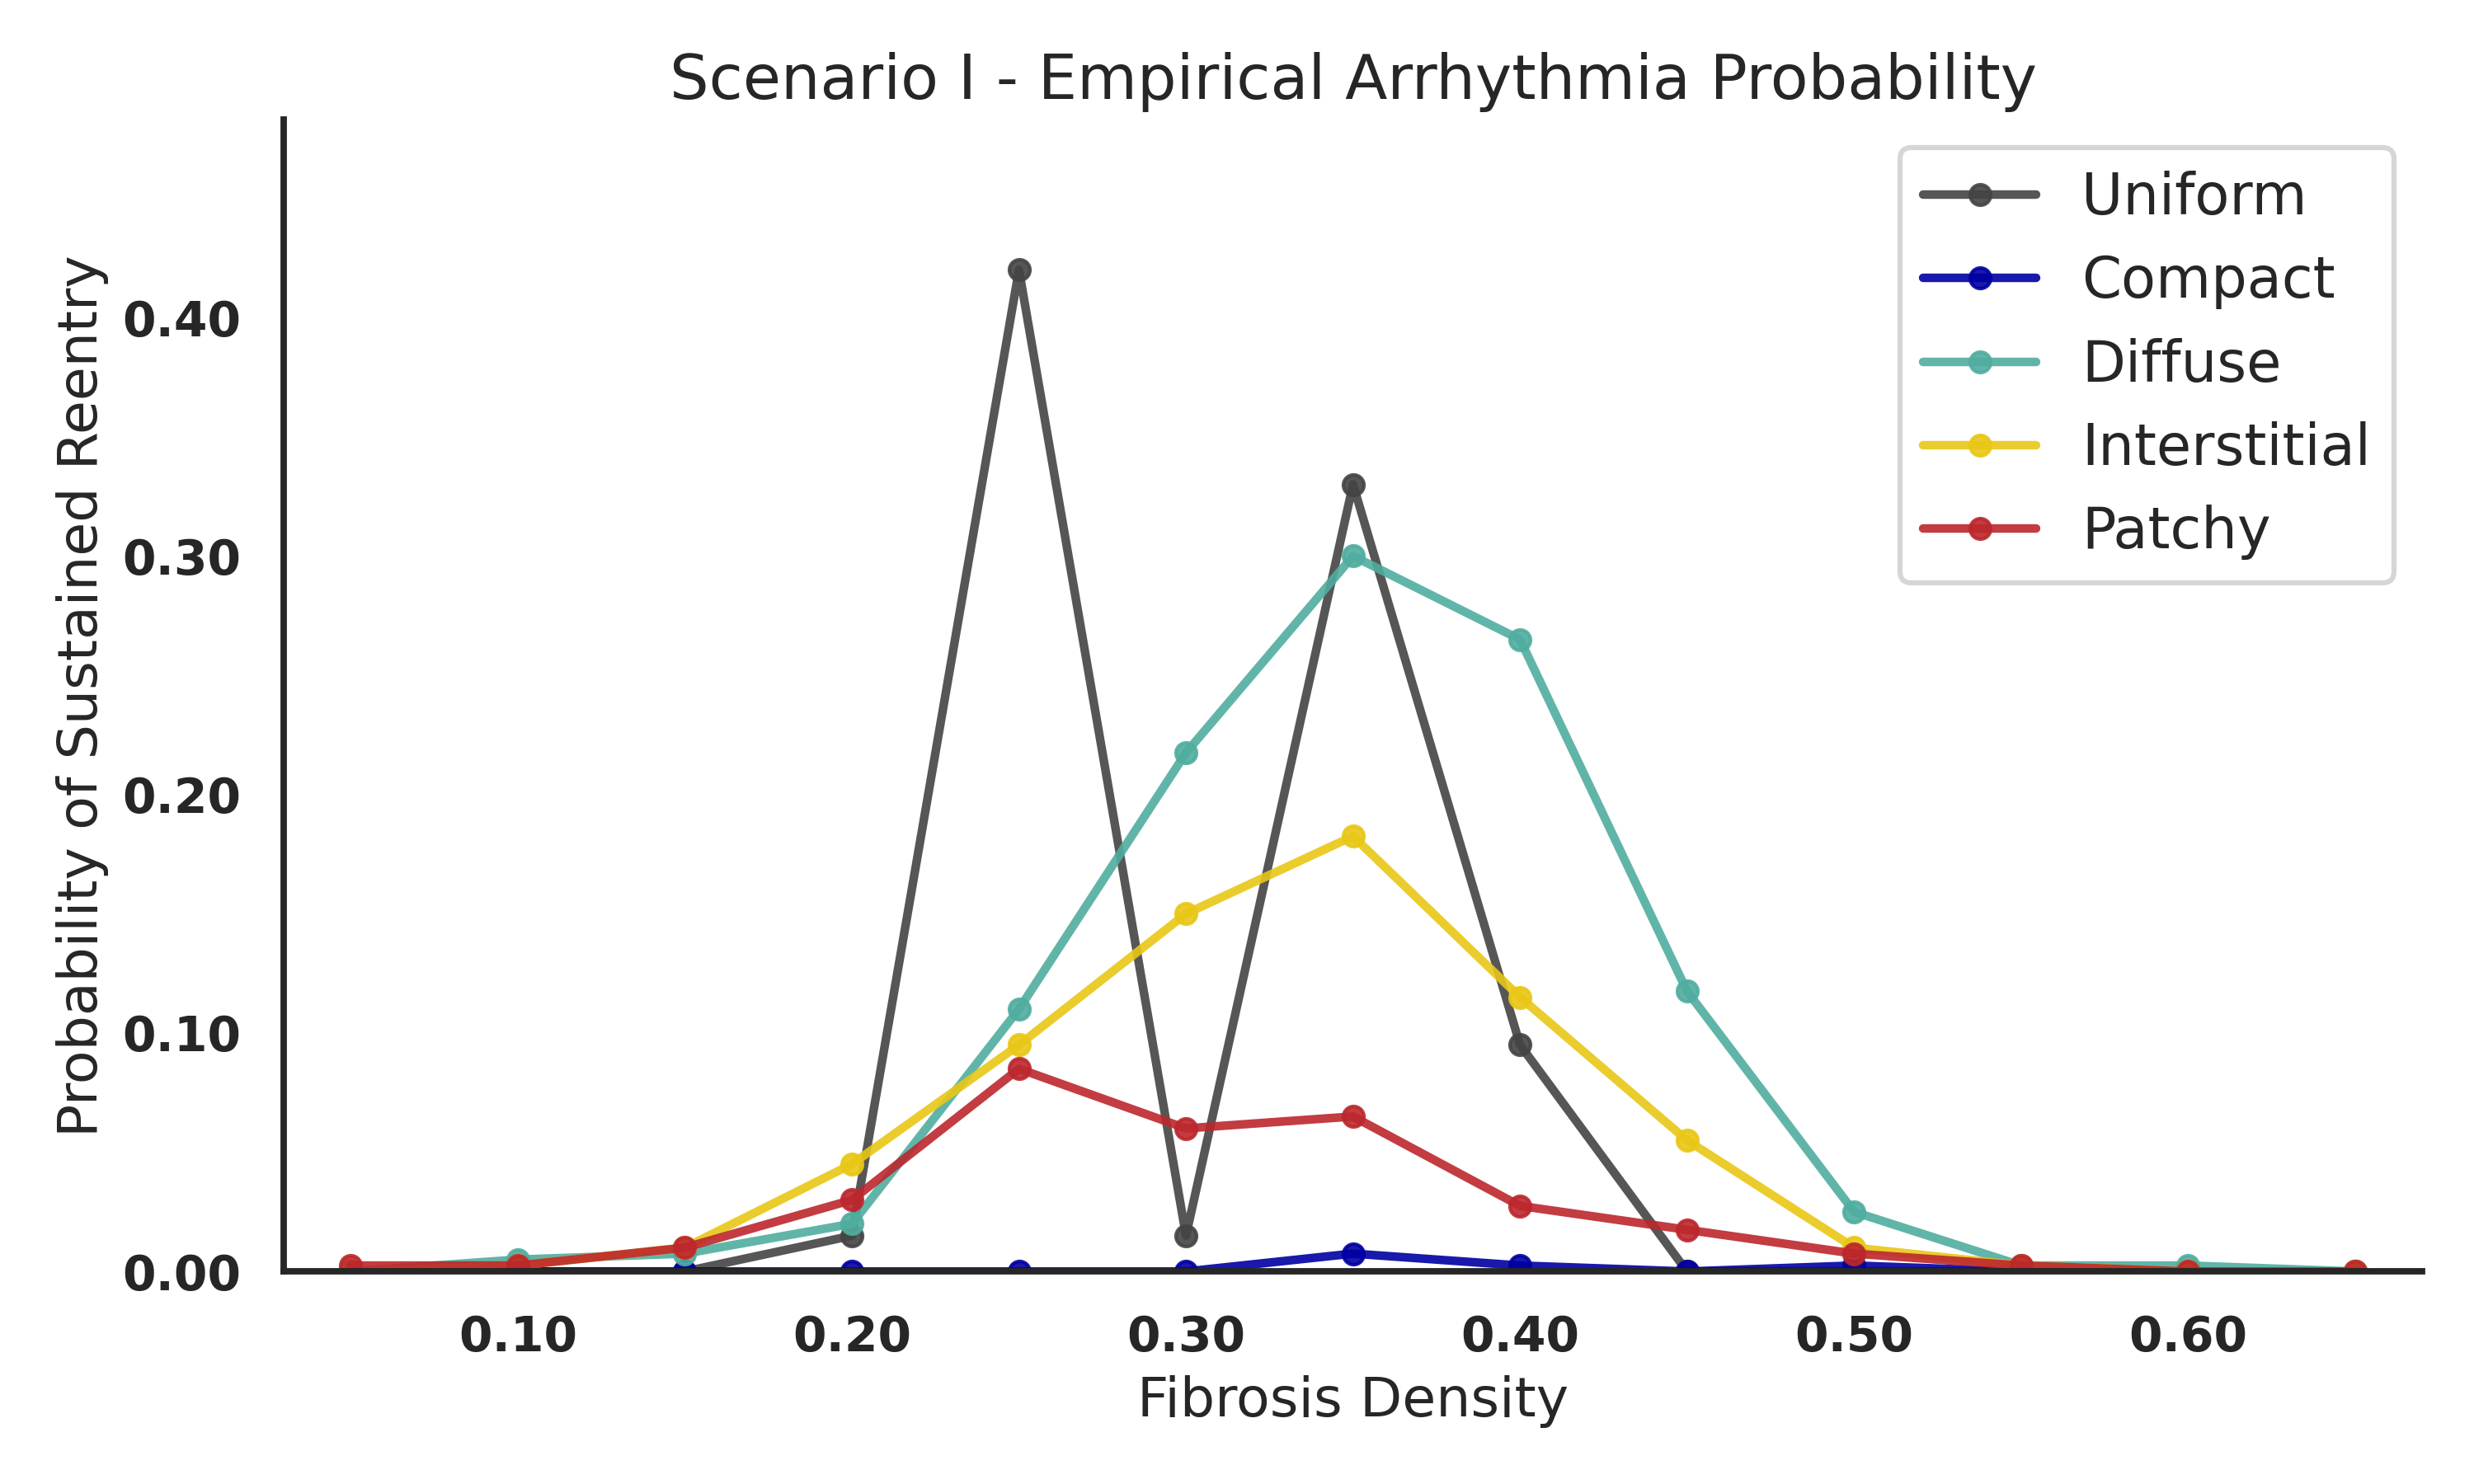 Scenario I - Empirical Arrhythmia Probability
Probability of Sustained Reentry
0.40
0.30
0.20
0.10
0.00
Uniform
Compact
Diffuse
Interstitial
Patchy
0.10 0.20 0.30 0.40 0.50 0.60
Fibrosis Density